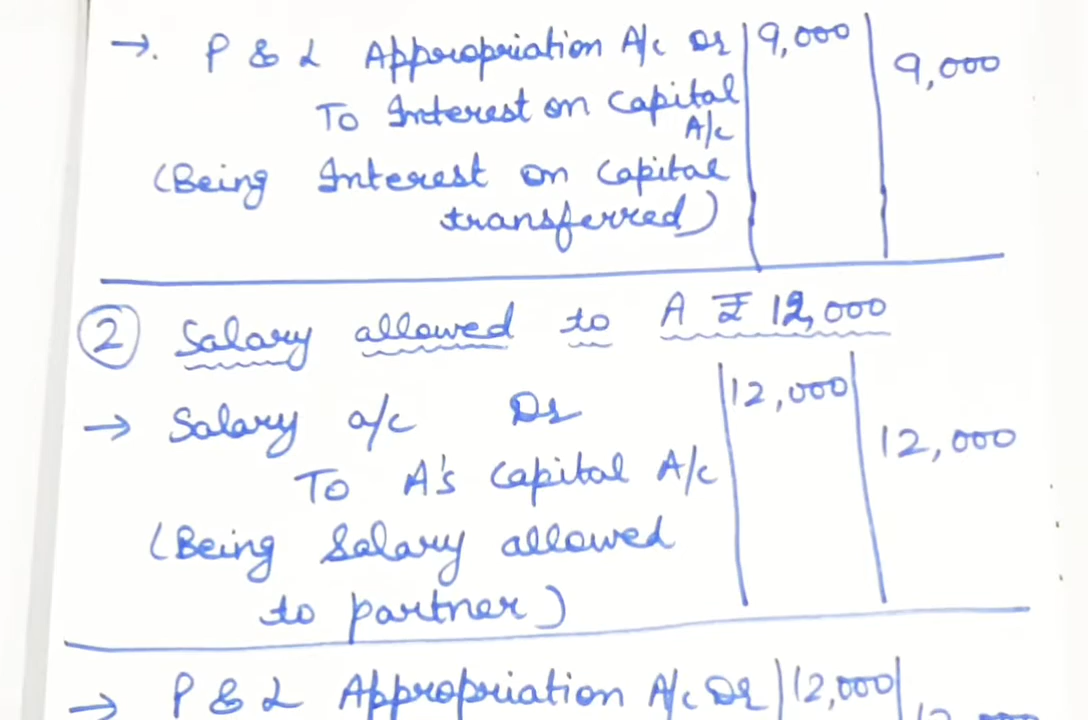 →. P & L Appropriation A/c Dr 9,000
To Interest on Capital 9,000
A/c
(Being Interest on Capital
transferred)
② Salary allowed to A ₹ 12,000
→ Salary a/c Dr 12,000
To A's Capital A/c 12,000
(Being Salary allowed
to partner)
→ P & L Appropriation A/c Dr 12,000